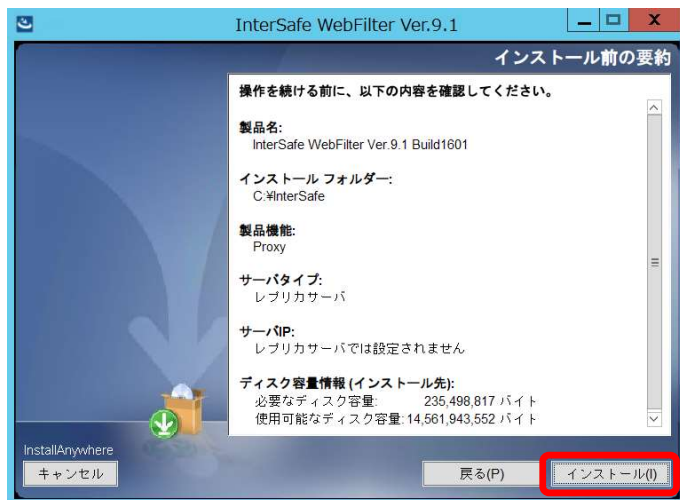 InterSafe WebFilter Ver.9.1
インストール前の要約
操作を続ける前に、以下の内容を確認してください。
製品名:
InterSafe WebFilter Ver.9.1 Build1601
インストール フォルダー:
C:¥InterSafe
製品機能:
Proxy
サーバタイプ:
レプリカサーバ
サーバIP:
レプリカサーバでは設定されません
ディスク容量情報 (インストール先):
必要なディスク容量: 235,498,817 バイト
使用可能なディスク容量: 14,561,943,552 バイト
InstallAnywhere
キャンセル
戻る(P)
インストール(I)